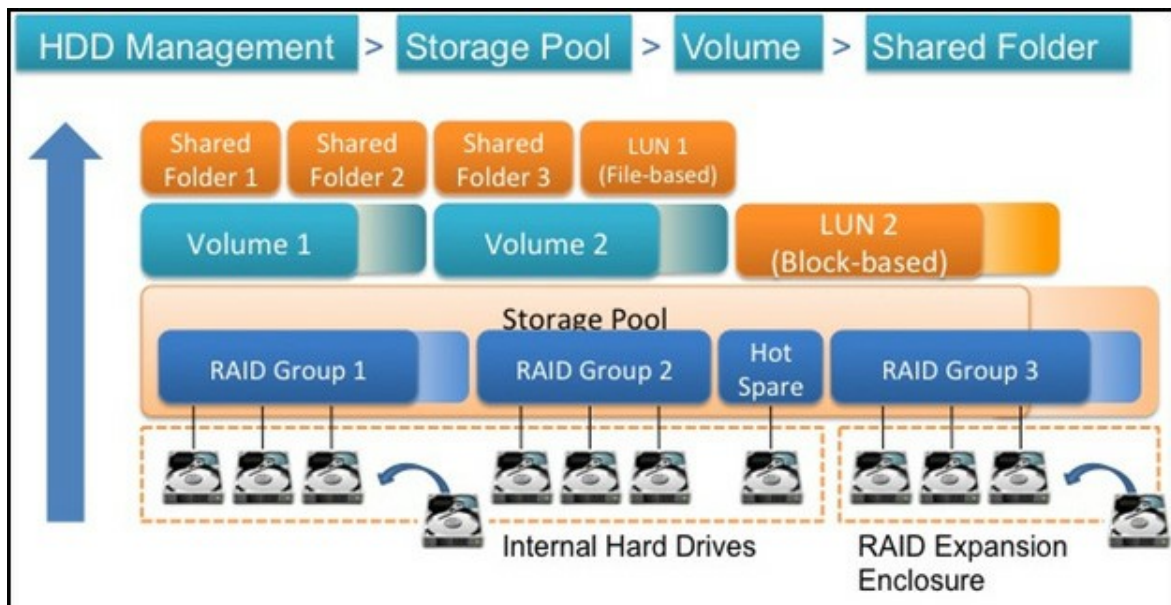 HDD Management > Storage Pool > Volume > Shared Folder
Shared
Folder 1
Shared
Folder 2
Shared
Folder 3
LUN 1
(File-based)
Volume 1
Volume 2
LUN 2
(Block-based)
Storage Pool
RAID Group 1
RAID Group 2
Hot
Spare
RAID Group 3
Internal Hard Drives
RAID Expansion
Enclosure